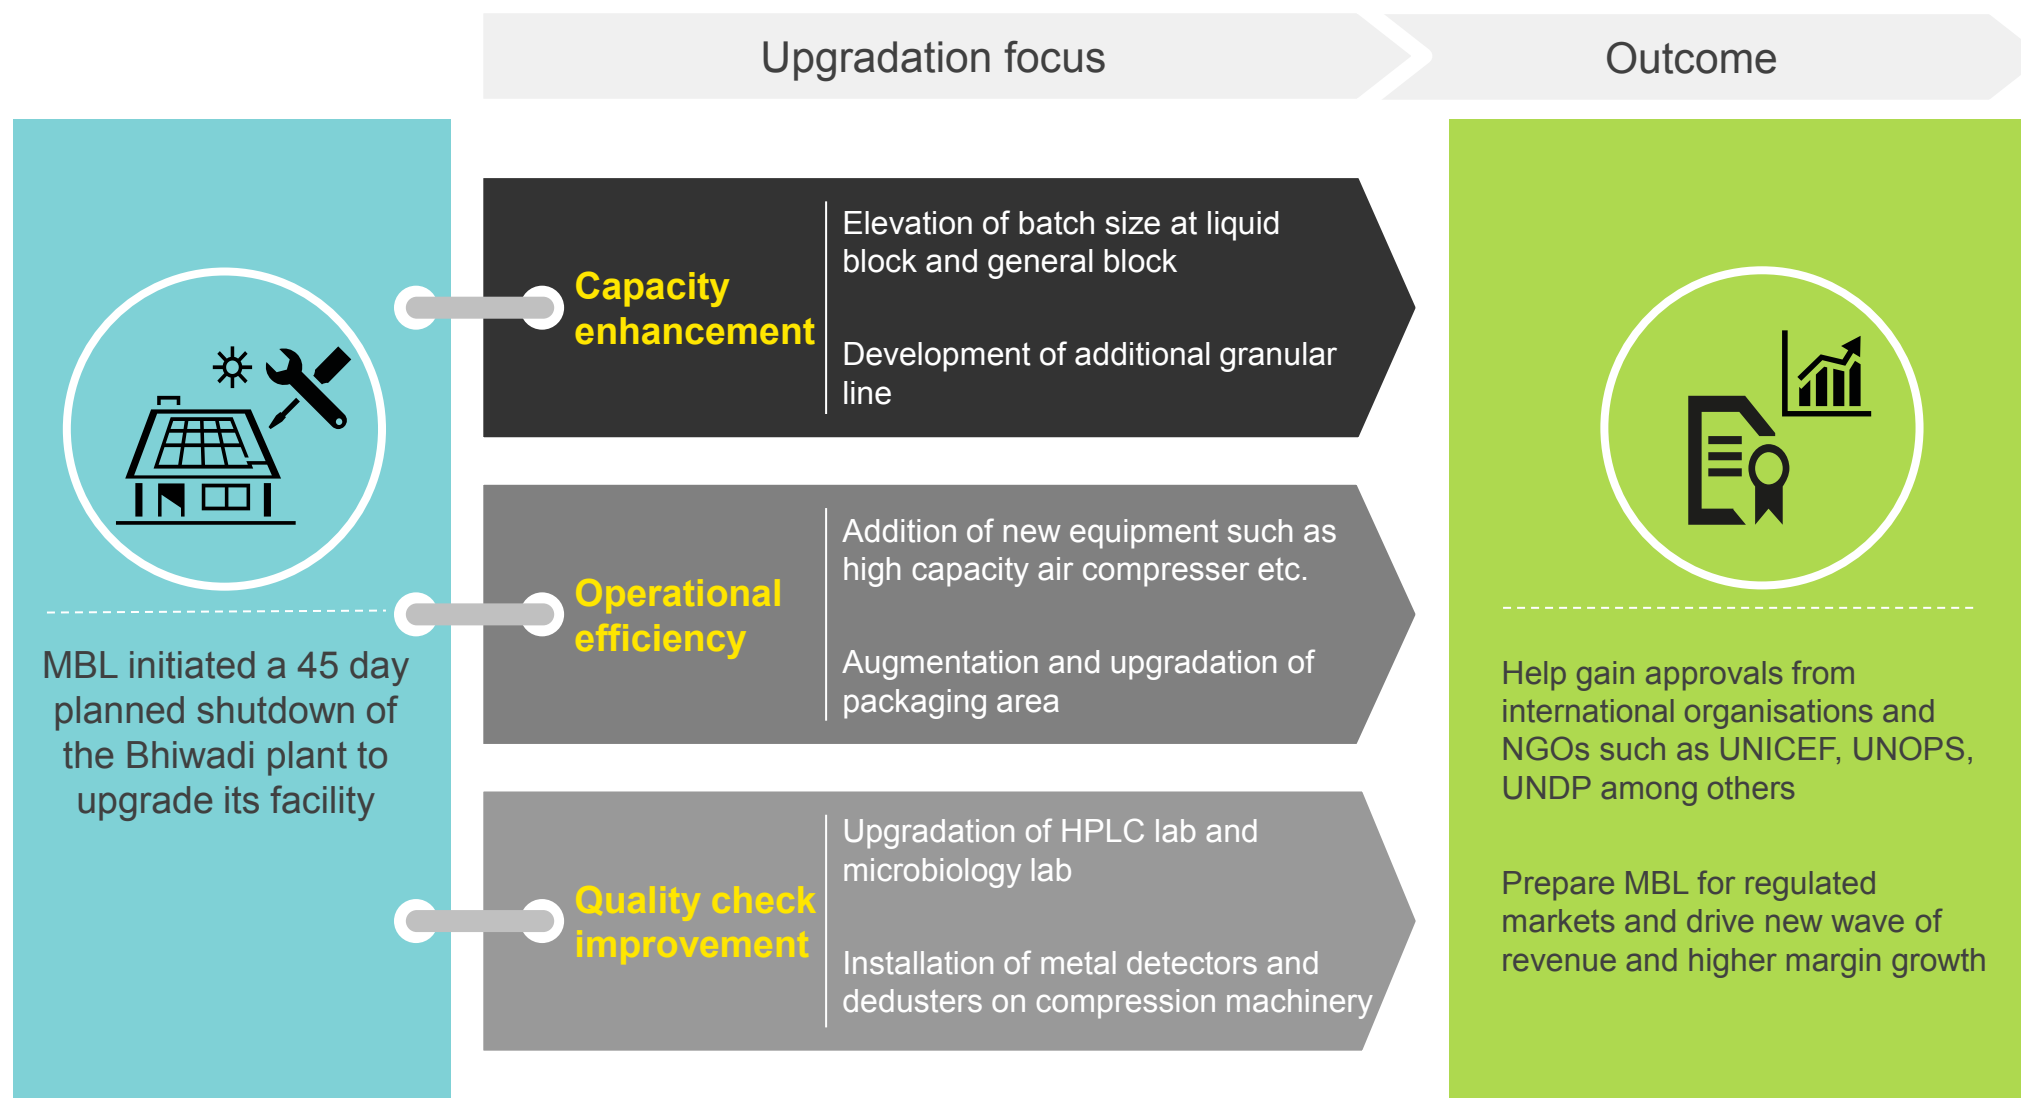 Upgradation focus
Outcome
MBL initiated a 45 day
planned shutdown of
the Bhiwadi plant to
upgrade its facility
Capacity
enhancement
Elevation of batch size at liquid
block and general block
Development of additional granular
line
Operational
efficiency
Addition of new equipment such as
high capacity air compresser etc.
Augmentation and upgradation of
packaging area
Quality check
improvement
Upgradation of HPLC lab and
microbiology lab
Installation of metal detectors and
dedusters on compression machinery
Help gain approvals from
international organisations and
NGOs such as UNICEF, UNOPS,
UNDP among others
Prepare MBL for regulated
markets and drive new wave of
revenue and higher margin growth